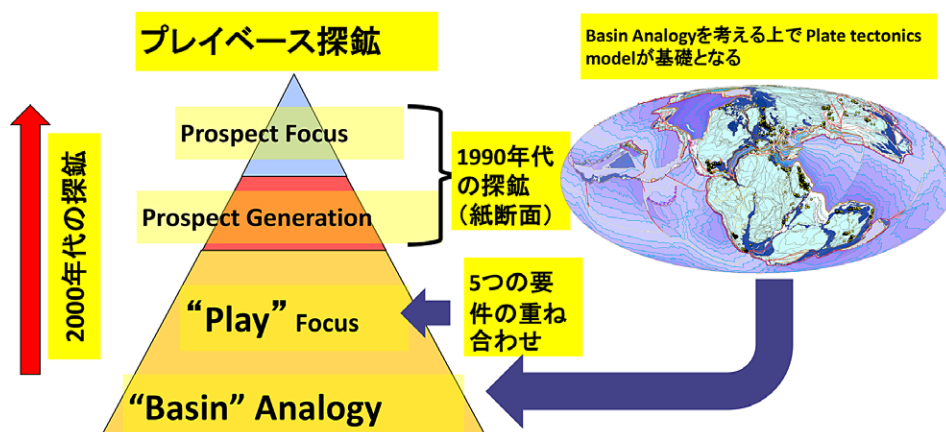 プレイベース探鉱
Basin Analogyを考える上で Plate tectonics
modelが基礎となる
2000年代の探鉱
Prospect Focus
Prospect Generation
1990年代
の探鉱
（紙断面）
“Play” Focus
5つの要
件の重ね
合わせ
“Basin” Analogy